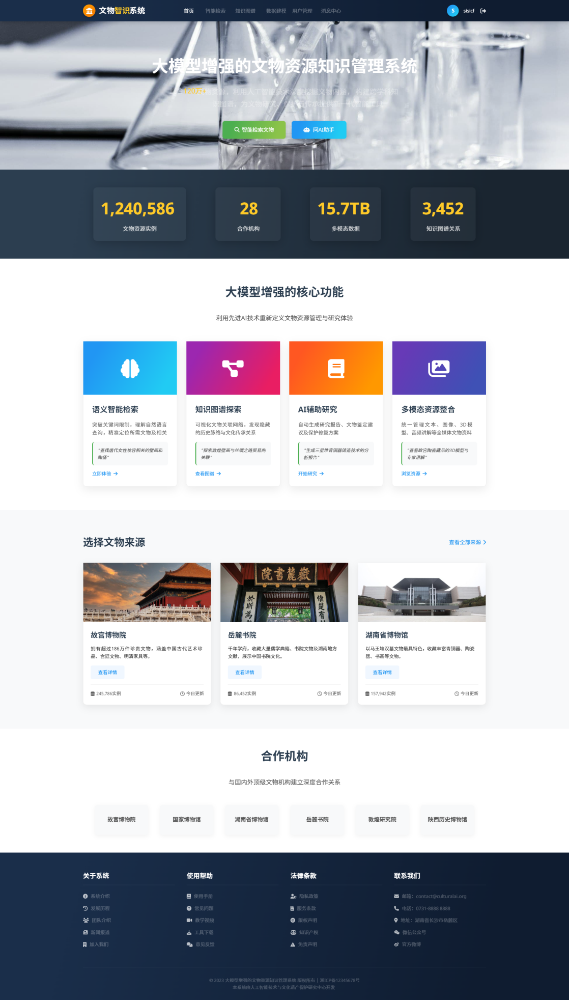 文物智识系统
首页 智能检索 知识图谱 数据建模 用户管理 消息中心
S sisicf
大模型增强的文物资源知识管理系统
120万+物资源，利用人工智能技术深度挖掘文物内涵，构建跨学科知
识图谱，为文物研究、保护与传承提供新一代智能工具
智能检索文物 问AI助手
1,240,586 28 15.7TB 3,452
文物资源实例 合作机构 多模态数据 知识图谱关系
大模型增强的核心功能
利用先进AI技术重新定义文物资源管理与研究体验
语义智能检索
突破关键词限制，理解自然语言
查询，精准定位所需文物及相关
"查找唐代女性妆容相关的壁画和
陶俑"
立即体验
知识图谱探索
可视化文物关联网络，发现隐藏
的历史脉络与文化传承关系
"探索敦煌壁画与丝绸之路贸易的
关联"
查看图谱
AI辅助研究
自动生成研究报告、文物鉴定建
议及保护修复方案
"生成三星堆青铜器铸造技术的分
析报告"
开始研究
多模态资源整合
统一管理文本、图像、3D模
型、音频讲解等全媒体文物资料
"查看故宫陶瓷藏品的3D模型与
专家讲解"
浏览资源
选择文物来源
查看全部来源
故宫博物院
拥有超过186万件珍贵文物，涵盖中国古代艺术珍
品、宫廷文物、明清家具等。
查看详情
245,786实例 今日更新
院書麓嶽
於斯為
惟楚有
岳麓书院
千年学府，收藏大量儒学典籍、书院文物及湖南地方
文献，展示中国书院文化。
查看详情
86,452实例 今日更新
湖南省博物馆
以马王堆汉墓文物最具特色，收藏丰富青铜器、陶瓷
器、书画等文物。
查看详情
157,942实例 今日更新
合作机构
与国内外顶级文物机构建立深度合作关系
故宫博物院 国家博物馆 湖南省博物馆 岳麓书院 敦煌研究院 陕西历史博物馆
关于系统
系统介绍
发展历程
团队介绍
新闻报道
加入我们
使用帮助
使用手册
常见问题
教学视频
工具下载
意见反馈
法律条款
隐私政策
服务条款
版权声明
知识产权
免责声明
联系我们
邮箱：contact@culturalai.org
电话：0731-8888 8888
地址：湖南省长沙市岳麓区
微信公众号
官方微博
© 2023 大模型增强的文物资源知识管理系统 版权所有 | 湘ICP备12345678号
本系统由人工智能技术与文化遗产保护研究中心开发